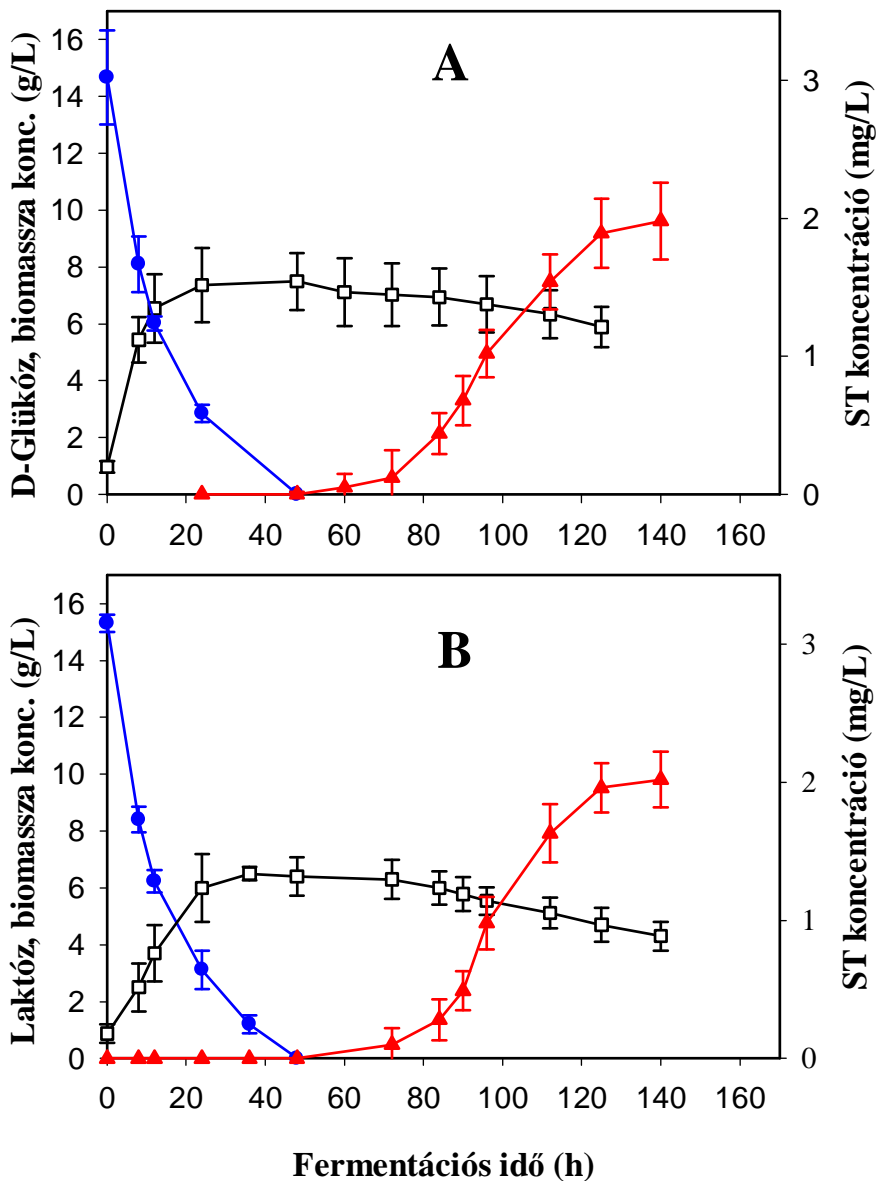 A
D-Glükóz, biomassza konc. (g/L)
16
14
12
10
8
6
4
2
0
ST koncentráció (mg/L)
3
2
1
0
0 20 40 60 80 100 120 140 160
B
Laktóz, biomassza konc. (g/L)
16
14
12
10
8
6
4
2
0
ST koncentráció (mg/L)
3
2
1
0
0 20 40 60 80 100 120 140 160
Fermentációs idő (h)